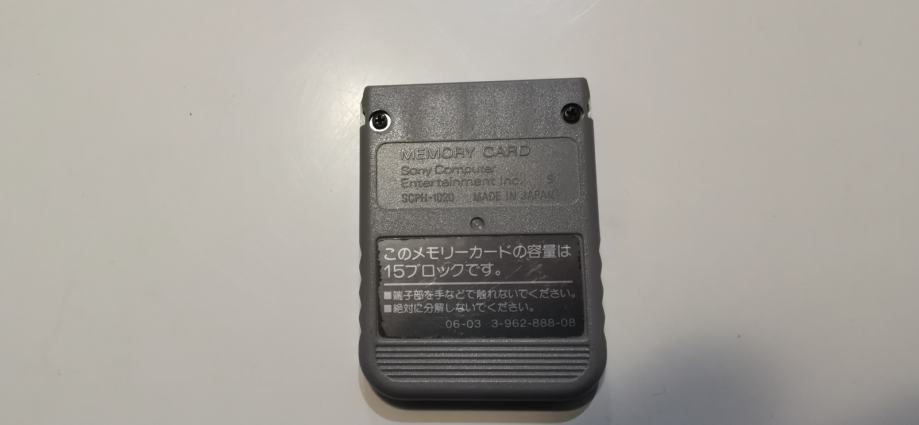 MEMORY CARD
Sony Computer
Entertainment Inc. S
SCPH-1020 MADE IN JAPAN
このメモリーカードの容量は
15ブロックです。
■端子部を手などで触れないでください。
■絶対に分解しないでください。
06-03 3-962-888-08